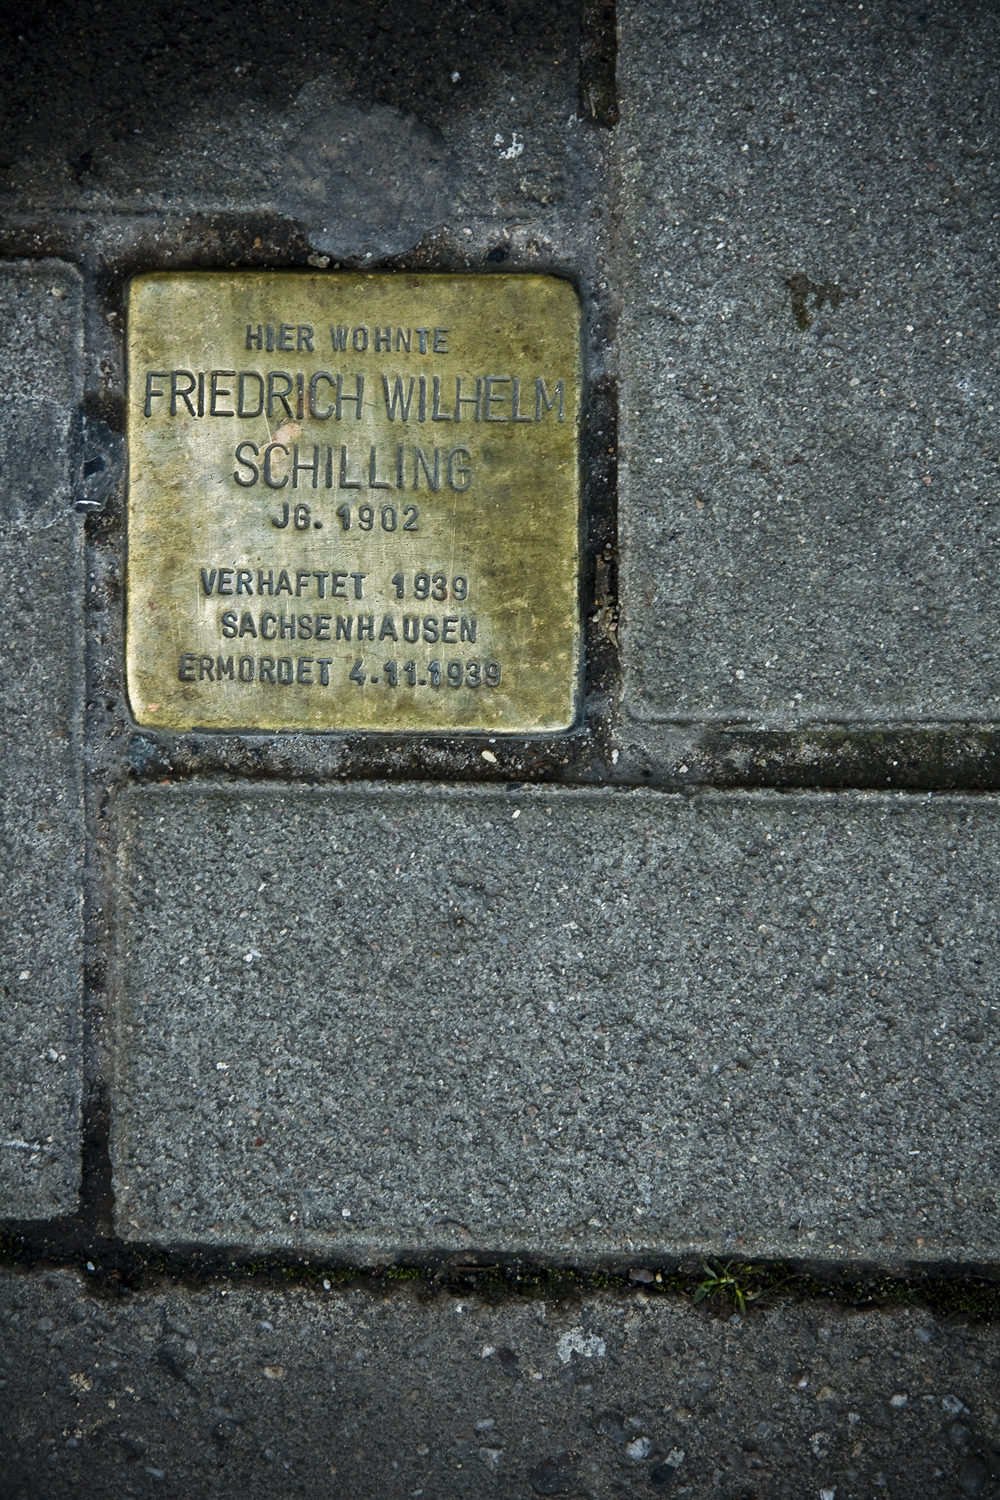 HIER WOHNTE
FRIEDRICH WILHELM
SCHILLING
JG. 1902
VERHAFTET 1939
SACHSENHAUSEN
ERMORDET 4.11.1939